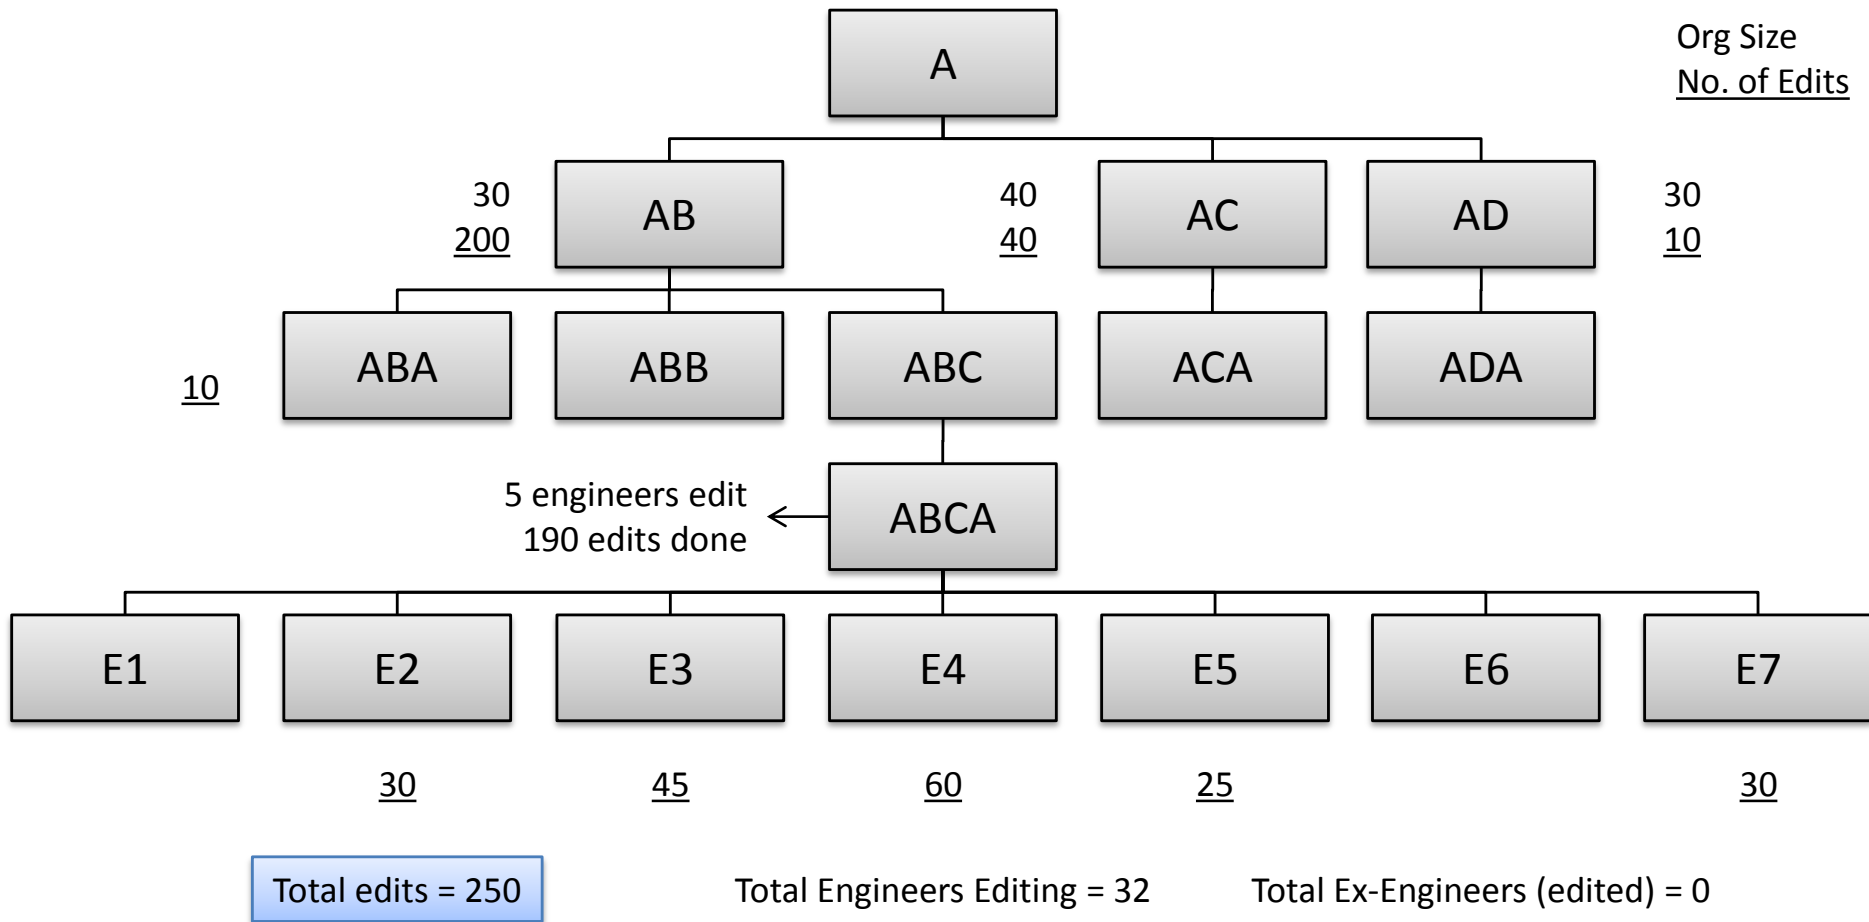 A
Org Size
No. of Edits
30
200
AB
40
40
AC
AD
30
10
10
ABA
ABB
ABC
ACA
ADA
5 engineers edit
190 edits done
ABCA
E1
E2
E3
E4
E5
E6
E7
30
45
60
25
30
Total edits = 250
Total Engineers Editing = 32
Total Ex-Engineers (edited) = 0